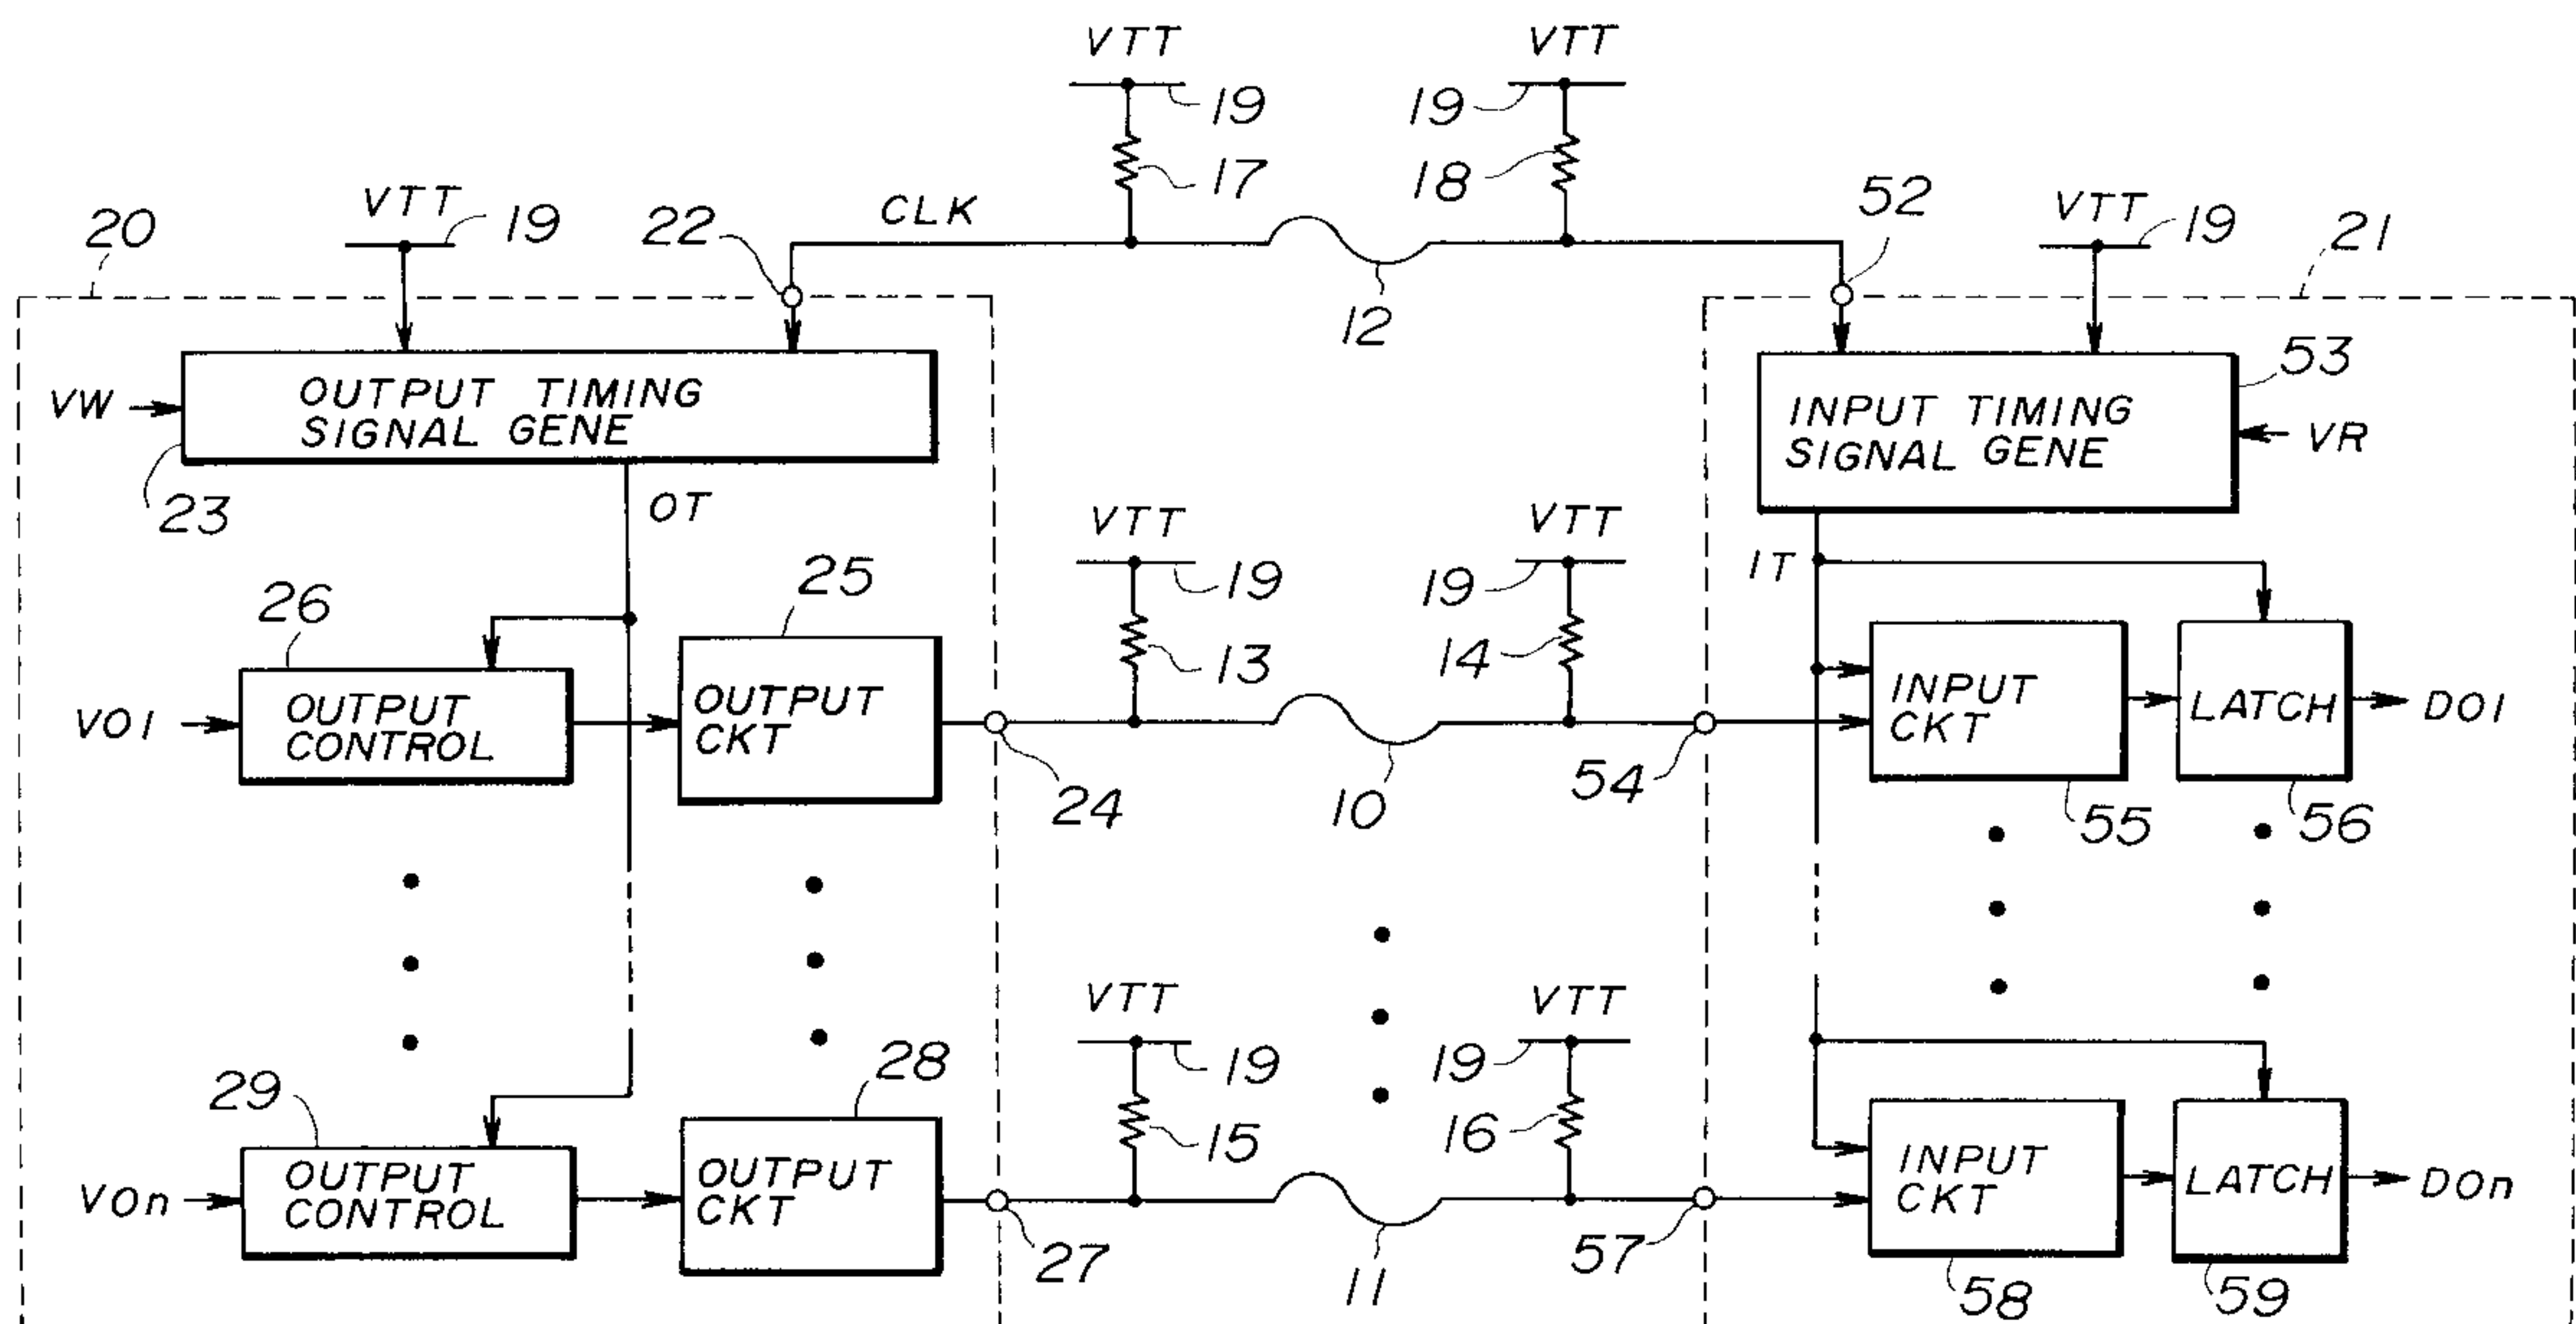 VTT
VTT
19
19
17
18
VTT
19
20
22
CLK
52
VTT
19
21
12
VW
OUTPUT TIMING
SIGNAL GENE
23
OT
INPUT TIMING
SIGNAL GENE
53
VR
VTT
19
13
VTT
19
14
IT
26
25
VO1
OUTPUT
CONTROL
OUTPUT
CKT
24
10
54
INPUT
CKT
LATCH
DO1
55
56
VTT
19
15
VTT
19
16
29
28
VOn
OUTPUT
CONTROL
OUTPUT
CKT
27
11
57
INPUT
CKT
LATCH
DOn
58
59